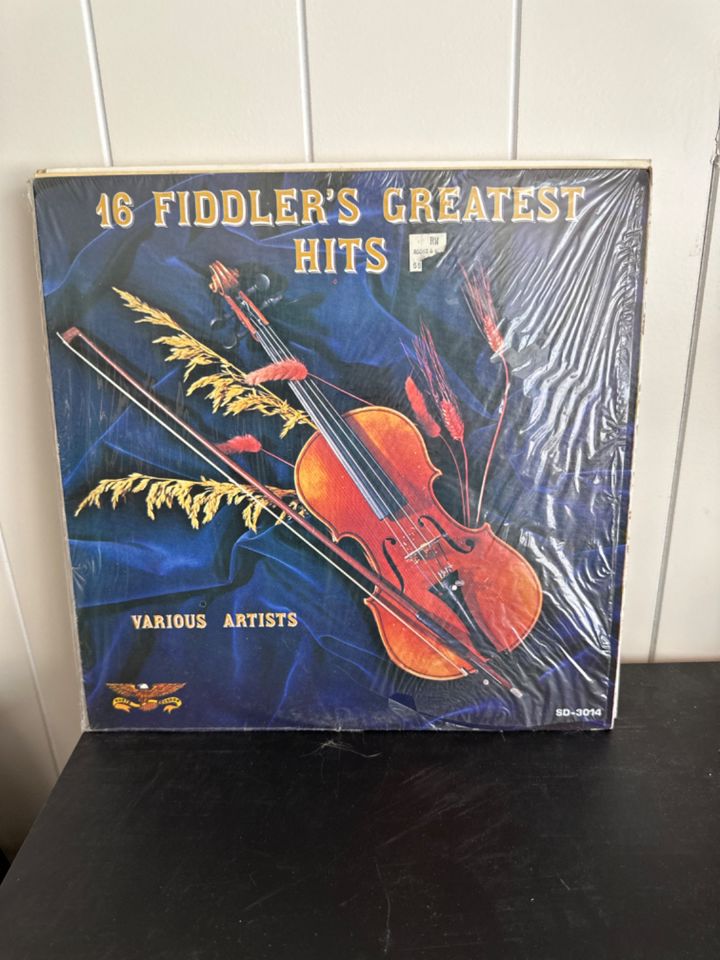 16 FIDDLER'S GREATEST
HITS
VARIOUS ARTISTS
SD-3014